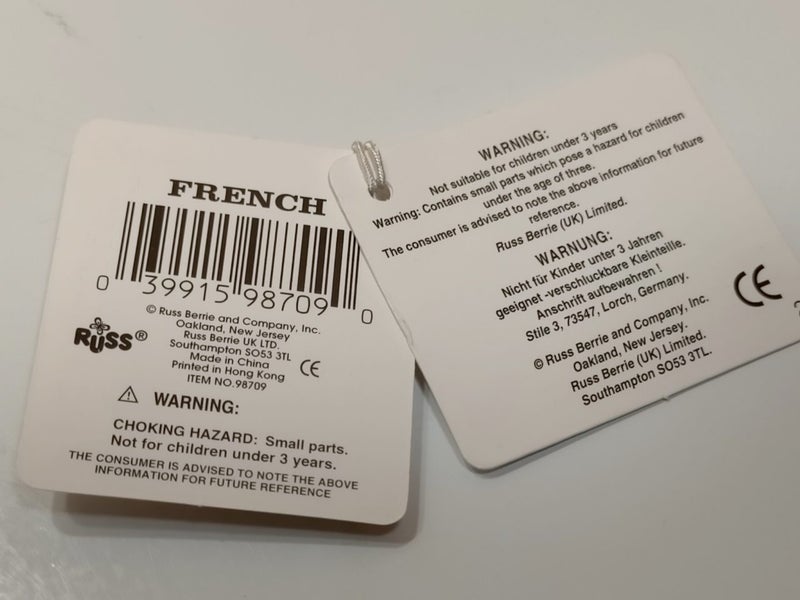 FRENCH
0 39915 98709 0
© Russ Berrie and Company, Inc.
Oakland, New Jersey
Russ Berrie UK LTD.
Southampton SO53 3TL
Made in China
Printed in Hong Kong
ITEM NO.98709
RUSS®
CE
⚠ WARNING:
CHOKING HAZARD: Small parts.
Not for children under 3 years.
THE CONSUMER IS ADVISED TO NOTE THE ABOVE
INFORMATION FOR FUTURE REFERENCE
WARNING:
Not suitable for children under 3 years
Warning: Contains small parts which pose a hazard for children
under the age of three.
The consumer is advised to note the above information for future
reference.
Russ Berrie (UK) Limited.
WARNUNG:
Nicht für Kinder unter 3 Jahren
geeignet -verschluckbare Kleinteille.
Anschrift aufbewahren !
Stile 3, 73547, Lorch, Germany.
© Russ Berrie and Company, Inc.
Oakland, New Jersey.
Russ Berrie (UK) Limited.
Southampton SO53 3TL.
CE